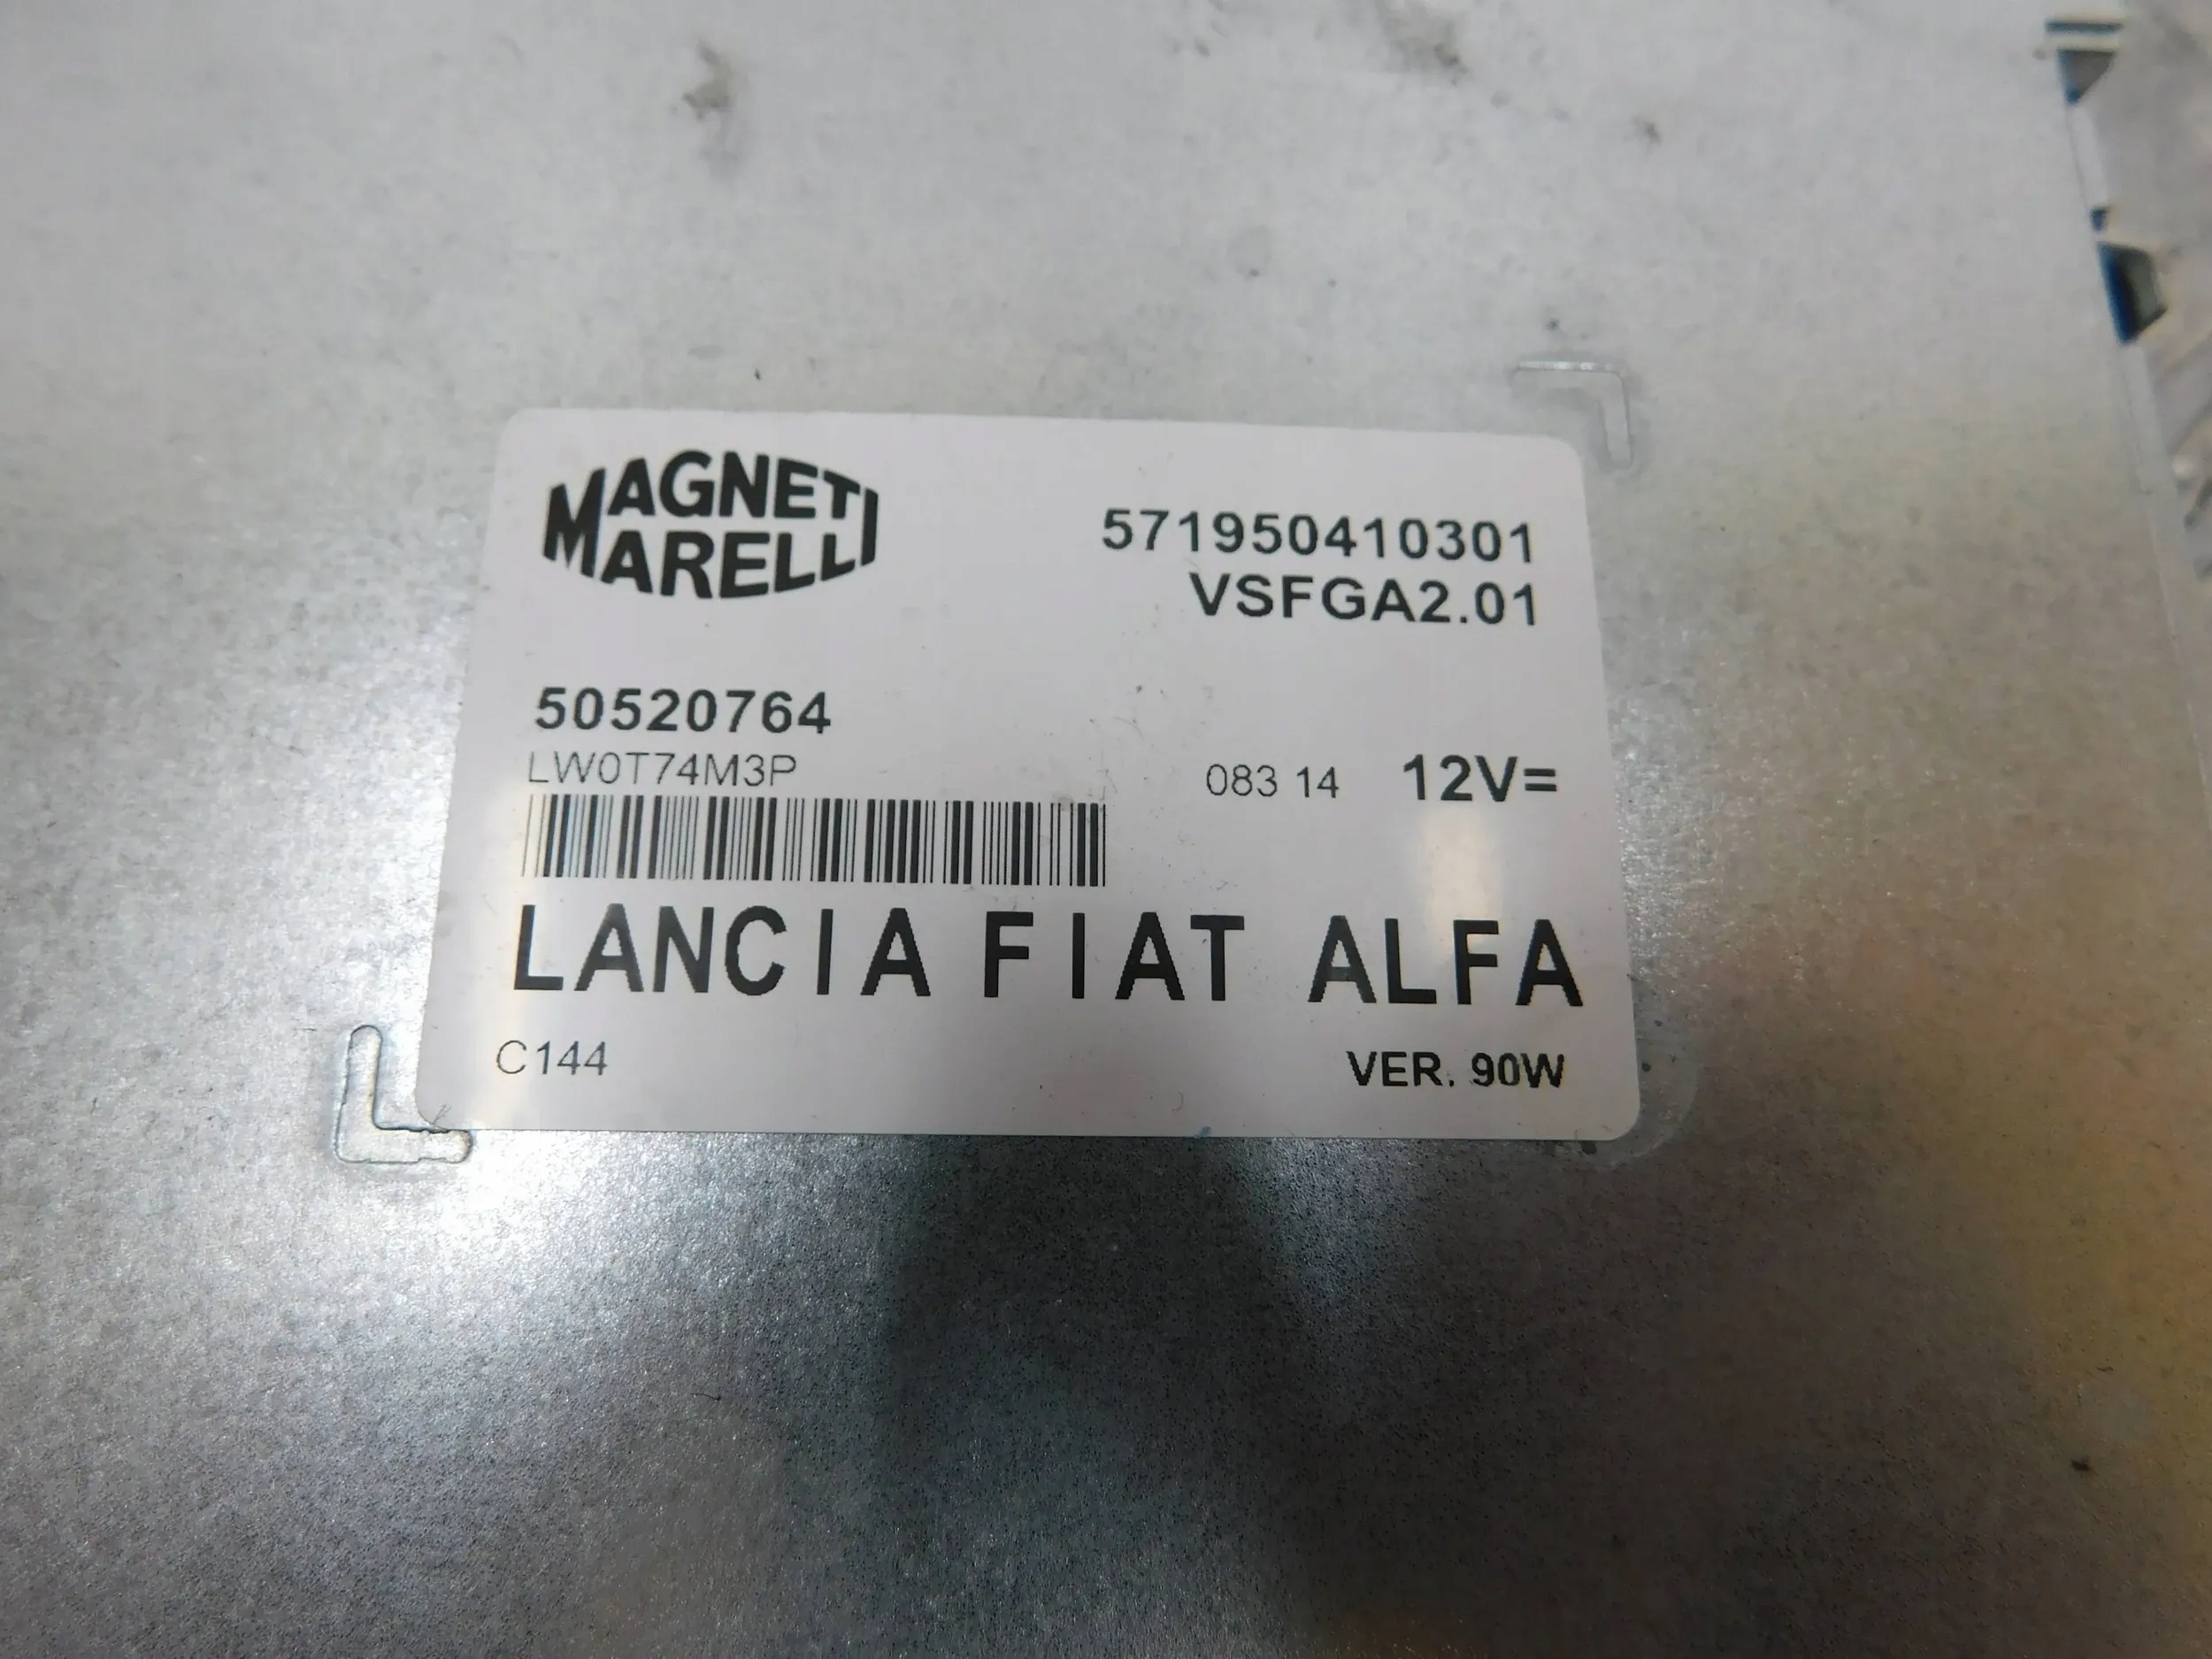 MAGNETI
MARELLI
571950410301
VSFGA2.01
50520764
LW0T74M3P
083 14 12V=
LANCIA FIAT ALFA
C144
VER. 90W